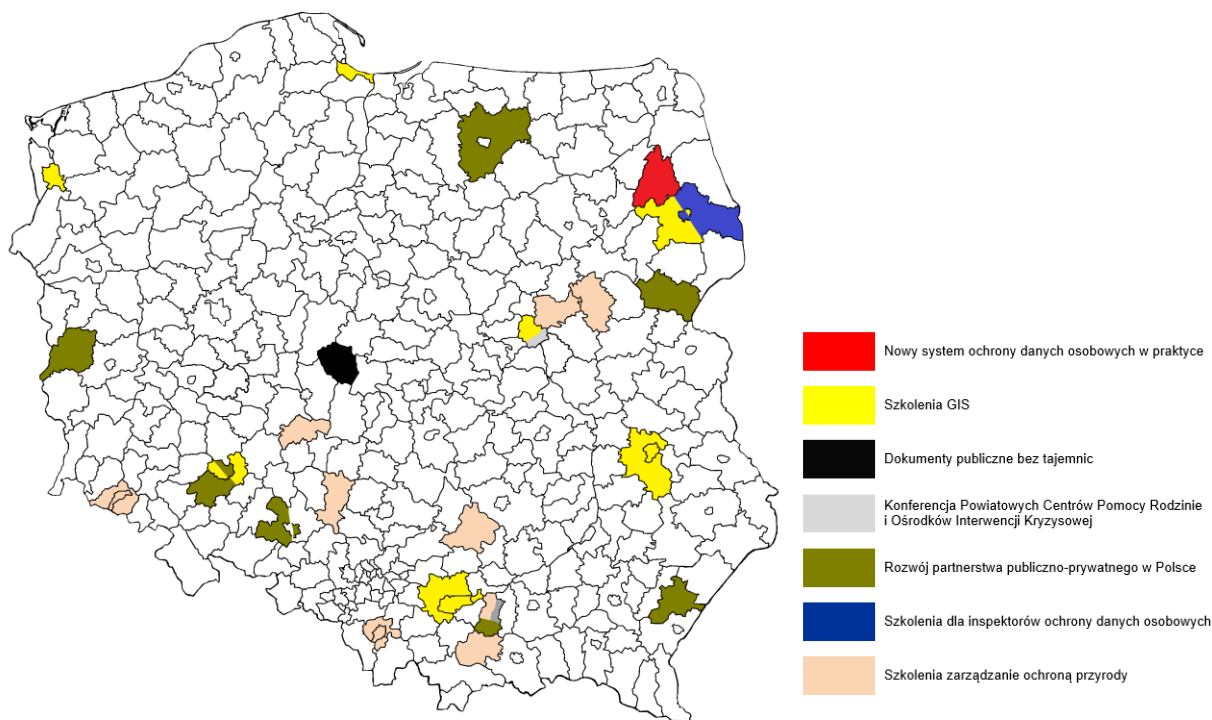 Nowy system ochrony danych osobowych w praktyce
Szkolenia GIS
Dokumenty publiczne bez tajemnic
Konferencja Powiatowych Centrów Pomocy Rodzinie
i Ośrodków Interwencji Kryzysowej
Rozwój partnerstwa publiczno-prywatnego w Polsce
Szkolenia dla inspektorów ochrony danych osobowych
Szkolenia zarządzanie ochroną przyrody